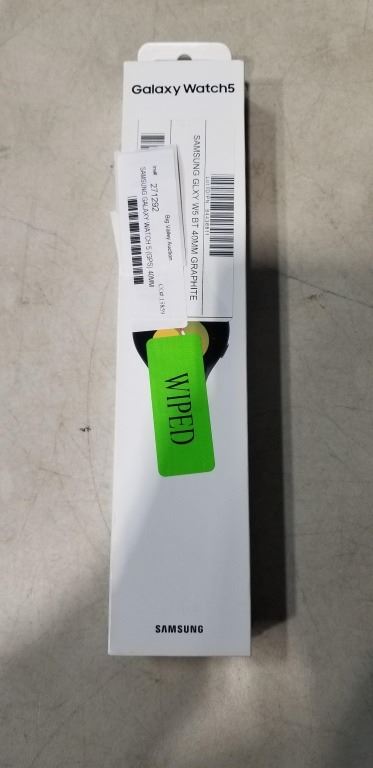 Galaxy Watch5
SAMSUNG GLXY W5 BT 40MM GRAPHITE
Big Valley Auction
271292
SAMSUNG GALAXY WATCH 5 (GPS), 40MM
WIPED
SAMSUNG